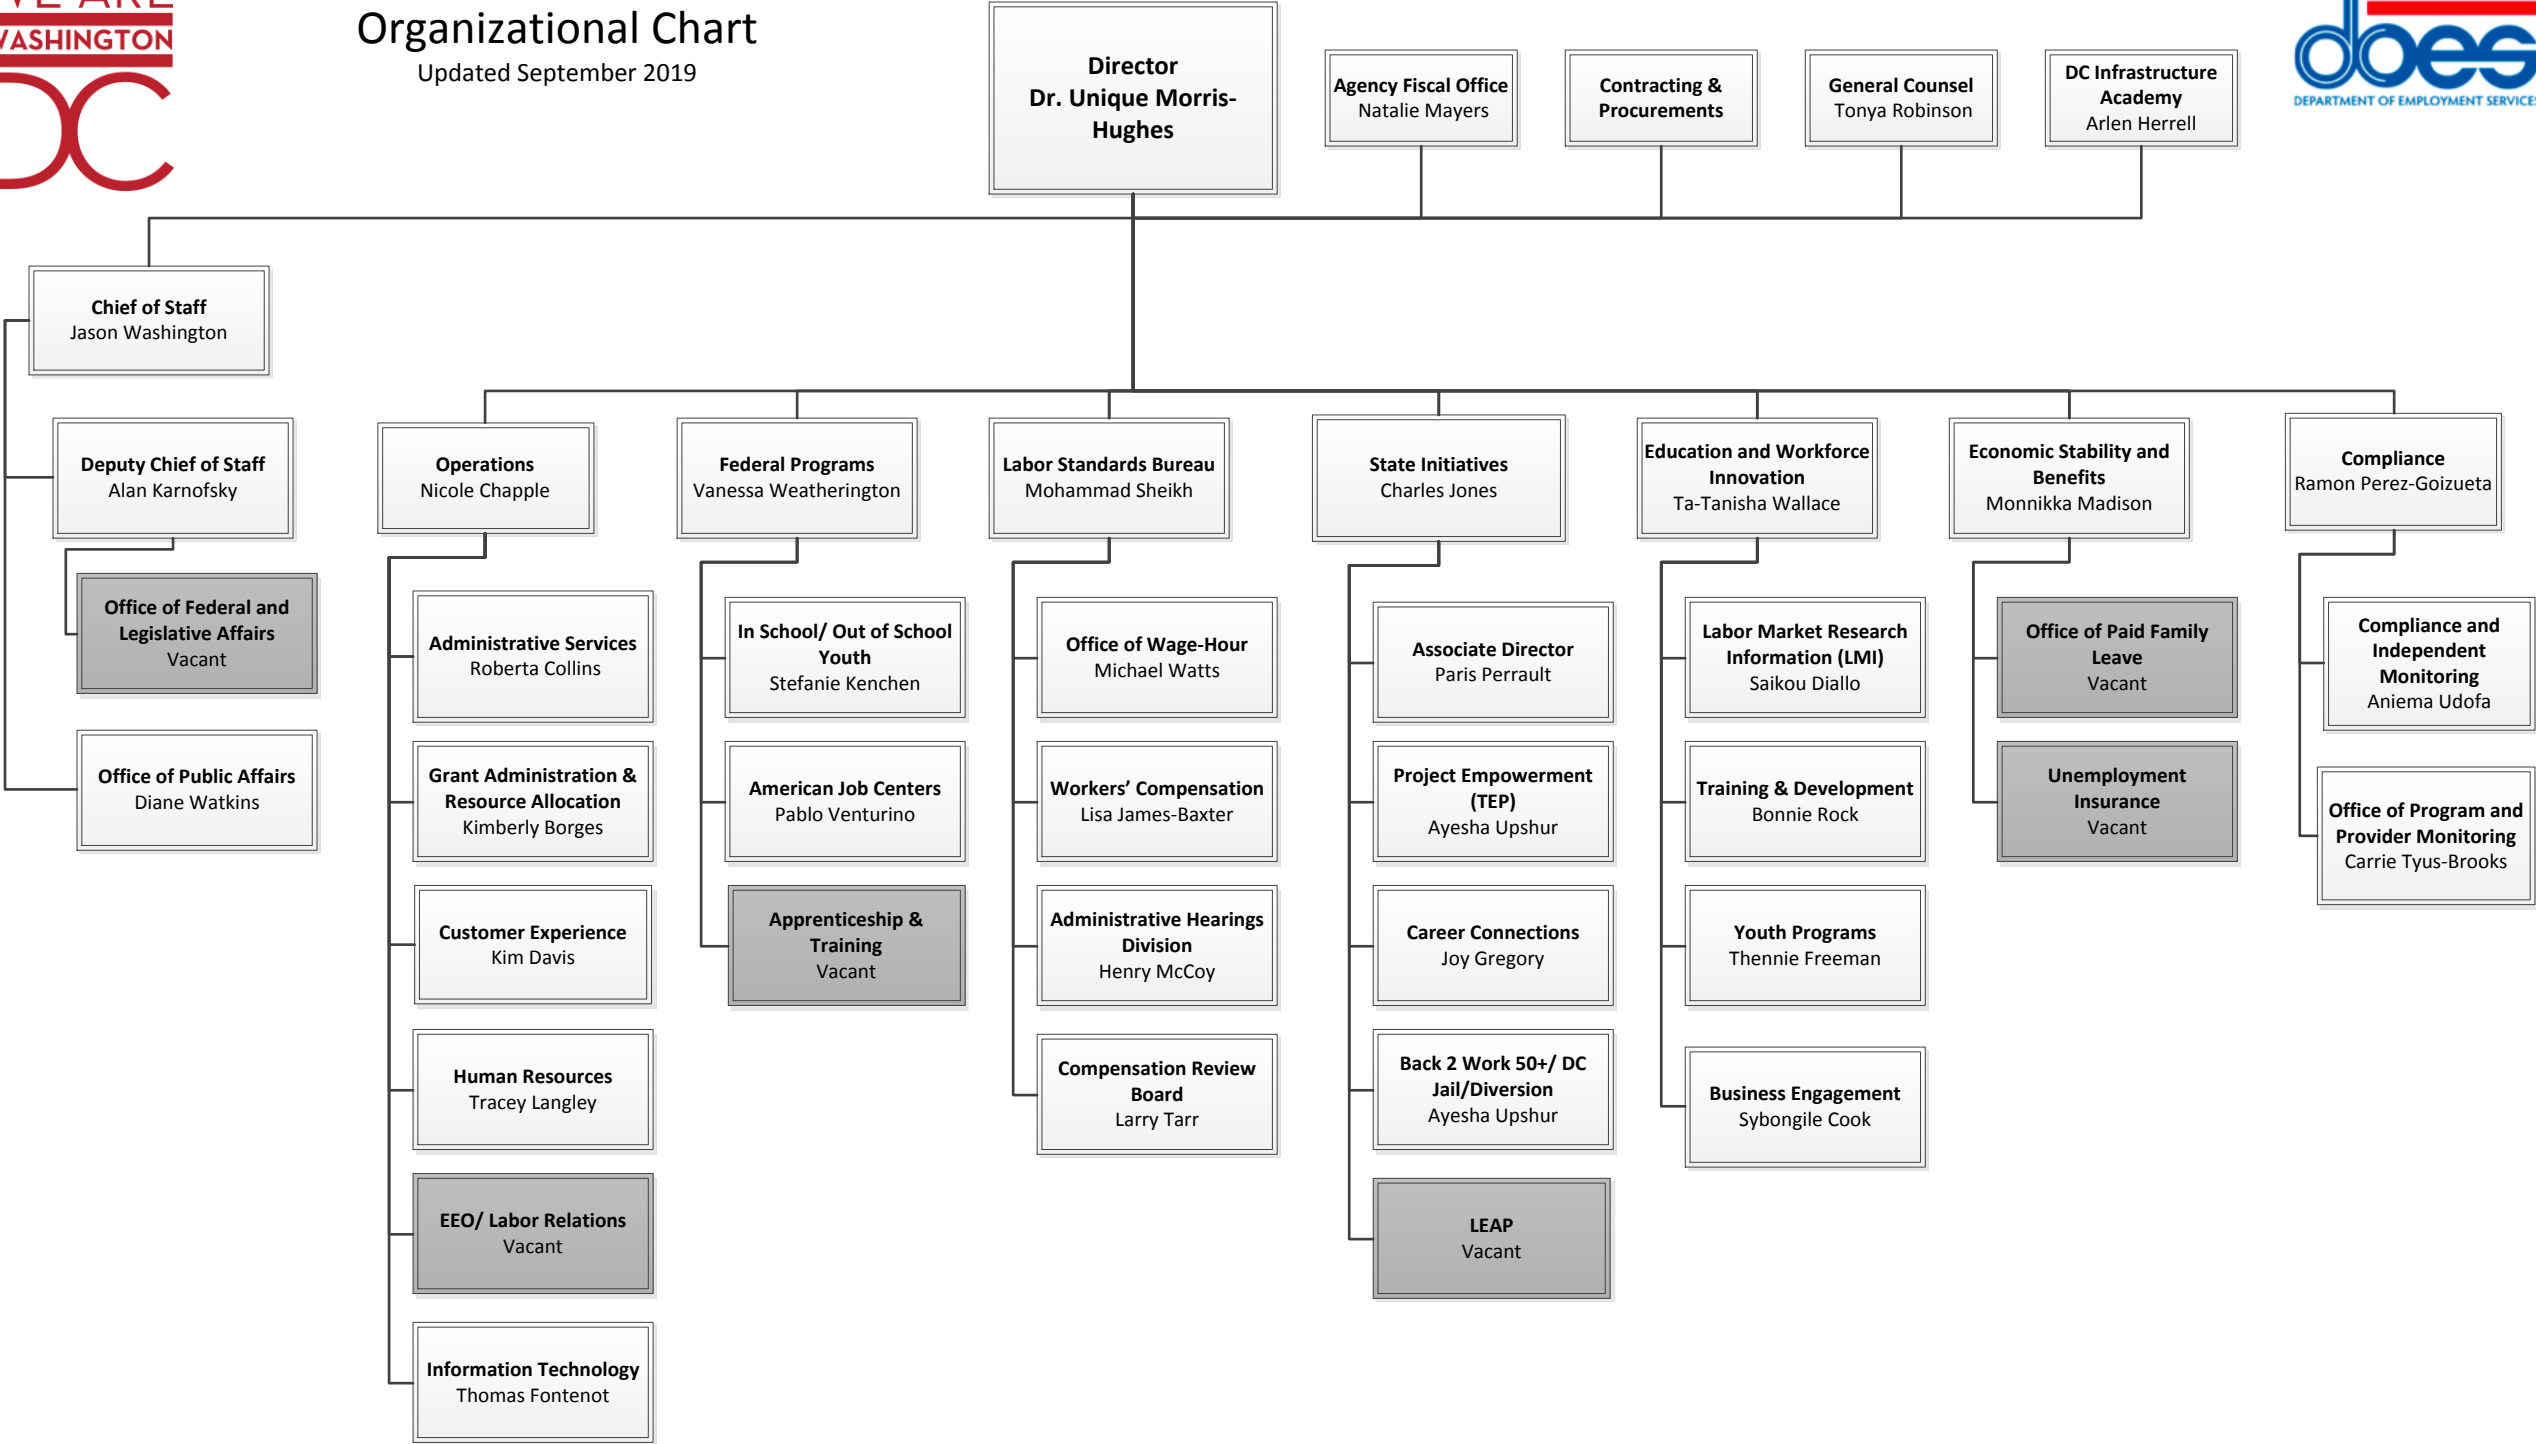 WE ARE
WASHINGTON
DC
Organizational Chart
Updated September 2019
Director
Dr. Unique Morris-
Hughes
Agency Fiscal Office
Natalie Mayers
Contracting &
Procurements
General Counsel
Tonya Robinson
DC Infrastructure
Academy
Arlen Herrell
does
DEPARTMENT OF EMPLOYMENT SERVICES
Chief of Staff
Jason Washington
Deputy Chief of Staff
Alan Karnofsky
Office of Federal and
Legislative Affairs
Vacant
Office of Public Affairs
Diane Watkins
Operations
Nicole Chapple
Administrative Services
Roberta Collins
Grant Administration &
Resource Allocation
Kimberly Borges
Customer Experience
Kim Davis
Human Resources
Tracey Langley
EEO/ Labor Relations
Vacant
Information Technology
Thomas Fontenot
Federal Programs
Vanessa Weatherington
In School/ Out of School
Youth
Stefanie Kenchen
American Job Centers
Pablo Venturino
Apprenticeship &
Training
Vacant
Labor Standards Bureau
Mohammad Sheikh
Office of Wage-Hour
Michael Watts
Workers’ Compensation
Lisa James-Baxter
Administrative Hearings
Division
Henry McCoy
Compensation Review
Board
Larry Tarr
State Initiatives
Charles Jones
Associate Director
Paris Perrault
Project Empowerment
(TEP)
Ayesha Upshur
Career Connections
Joy Gregory
Back 2 Work 50+/ DC
Jail/Diversion
Ayesha Upshur
LEAP
Vacant
Education and Workforce
Innovation
Ta-Tanisha Wallace
Labor Market Research
Information (LMI)
Saikou Diallo
Training & Development
Bonnie Rock
Youth Programs
Thennie Freeman
Business Engagement
Sybongile Cook
Economic Stability and
Benefits
Monnikka Madison
Office of Paid Family
Leave
Vacant
Unemployment
Insurance
Vacant
Compliance
Ramon Perez-Goizueta
Compliance and
Independent
Monitoring
Aniema Udofa
Office of Program and
Provider Monitoring
Carrie Tyus-Brooks